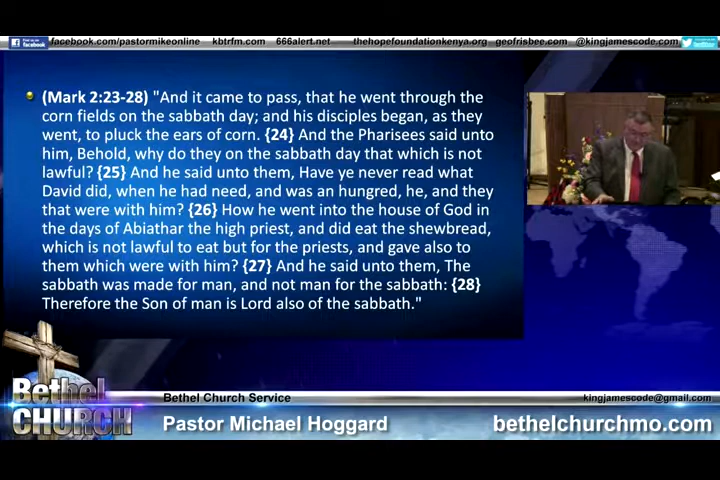 Find us on facebook facebook.com/pastormikeonline kbtrfm.com 666alert.net thehopefoundationkenya.org geofrisbee.com @kingjamescode.com
(Mark 2:23-28) "And it came to pass, that he went through the
corn fields on the sabbath day; and his disciples began, as they
went, to pluck the ears of corn. {24} And the Pharisees said unto
him, Behold, why do they on the sabbath day that which is not
lawful? {25} And he said unto them, Have ye never read what
David did, when he had need, and was an hungred, he, and they
that were with him? {26} How he went into the house of God in
the days of Abiathar the high priest, and did eat the shewbread,
which is not lawful to eat but for the priests, and gave also to
them which were with him? {27} And he said unto them, The
sabbath was made for man, and not man for the sabbath: {28}
Therefore the Son of man is Lord also of the sabbath."
Bethel
CHURCH
Bethel Church Service kingjamescode@gmail.com
Pastor Michael Hoggard bethelchurchmo.com